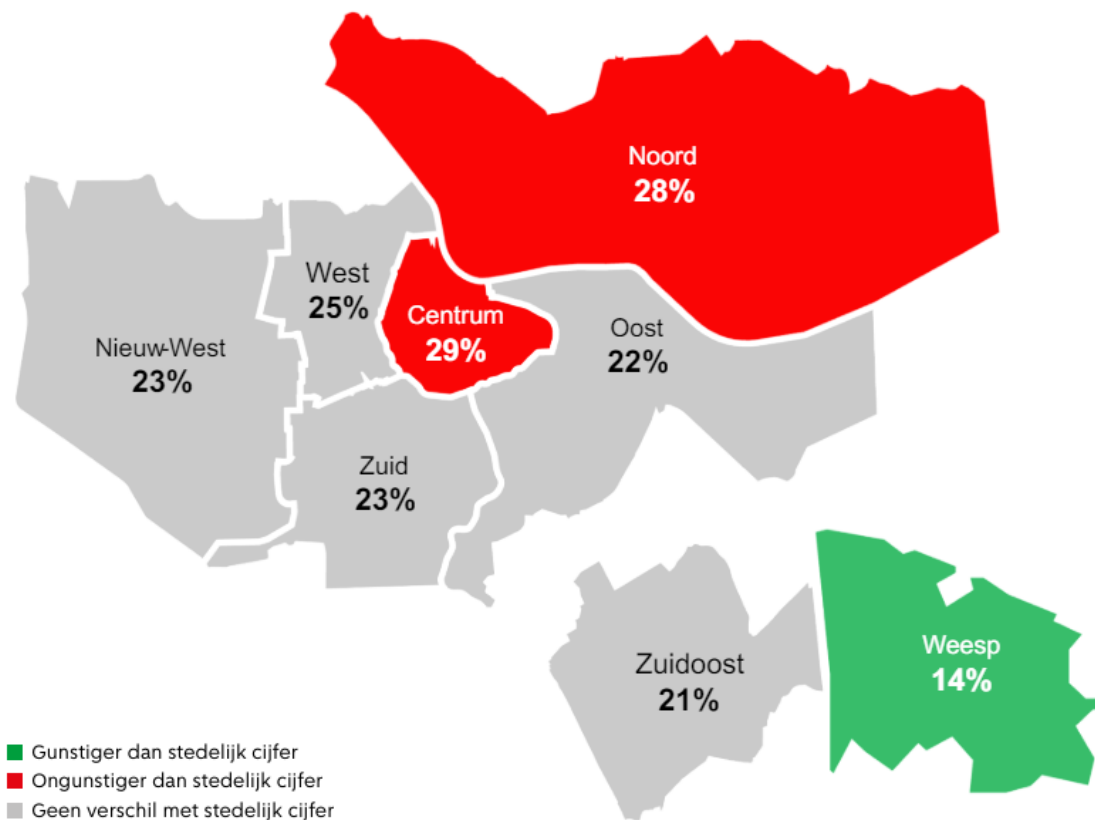 Noord
28%
West
25%
Centrum
29%
Oost
22%
Nieuw-West
23%
Zuid
23%
Zuidoost
21%
Weesp
14%
Gunstiger dan stedelijk cijfer
Ongunstiger dan stedelijk cijfer
Geen verschil met stedelijk cijfer